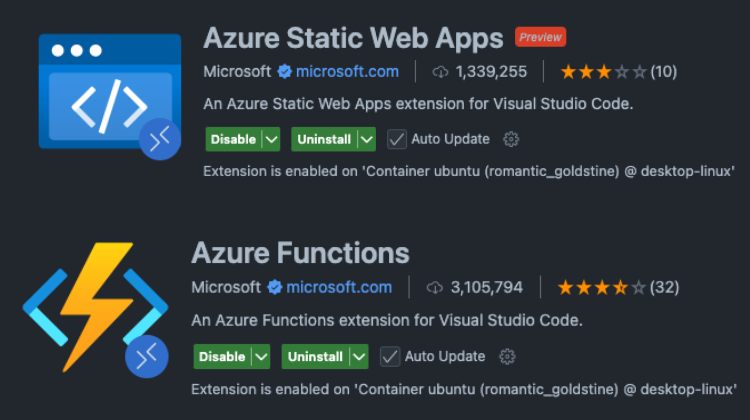 Azure Static Web Apps Preview
Microsoft microsoft.com 1,339,255 (10)
An Azure Static Web Apps extension for Visual Studio Code.
Disable Uninstall Auto Update
Extension is enabled on 'Container ubuntu (romantic_goldstine) @ desktop-linux'
Azure Functions
Microsoft microsoft.com 3,105,794 (32)
An Azure Functions extension for Visual Studio Code.
Disable Uninstall Auto Update
Extension is enabled on 'Container ubuntu (romantic_goldstine) @ desktop-linux'